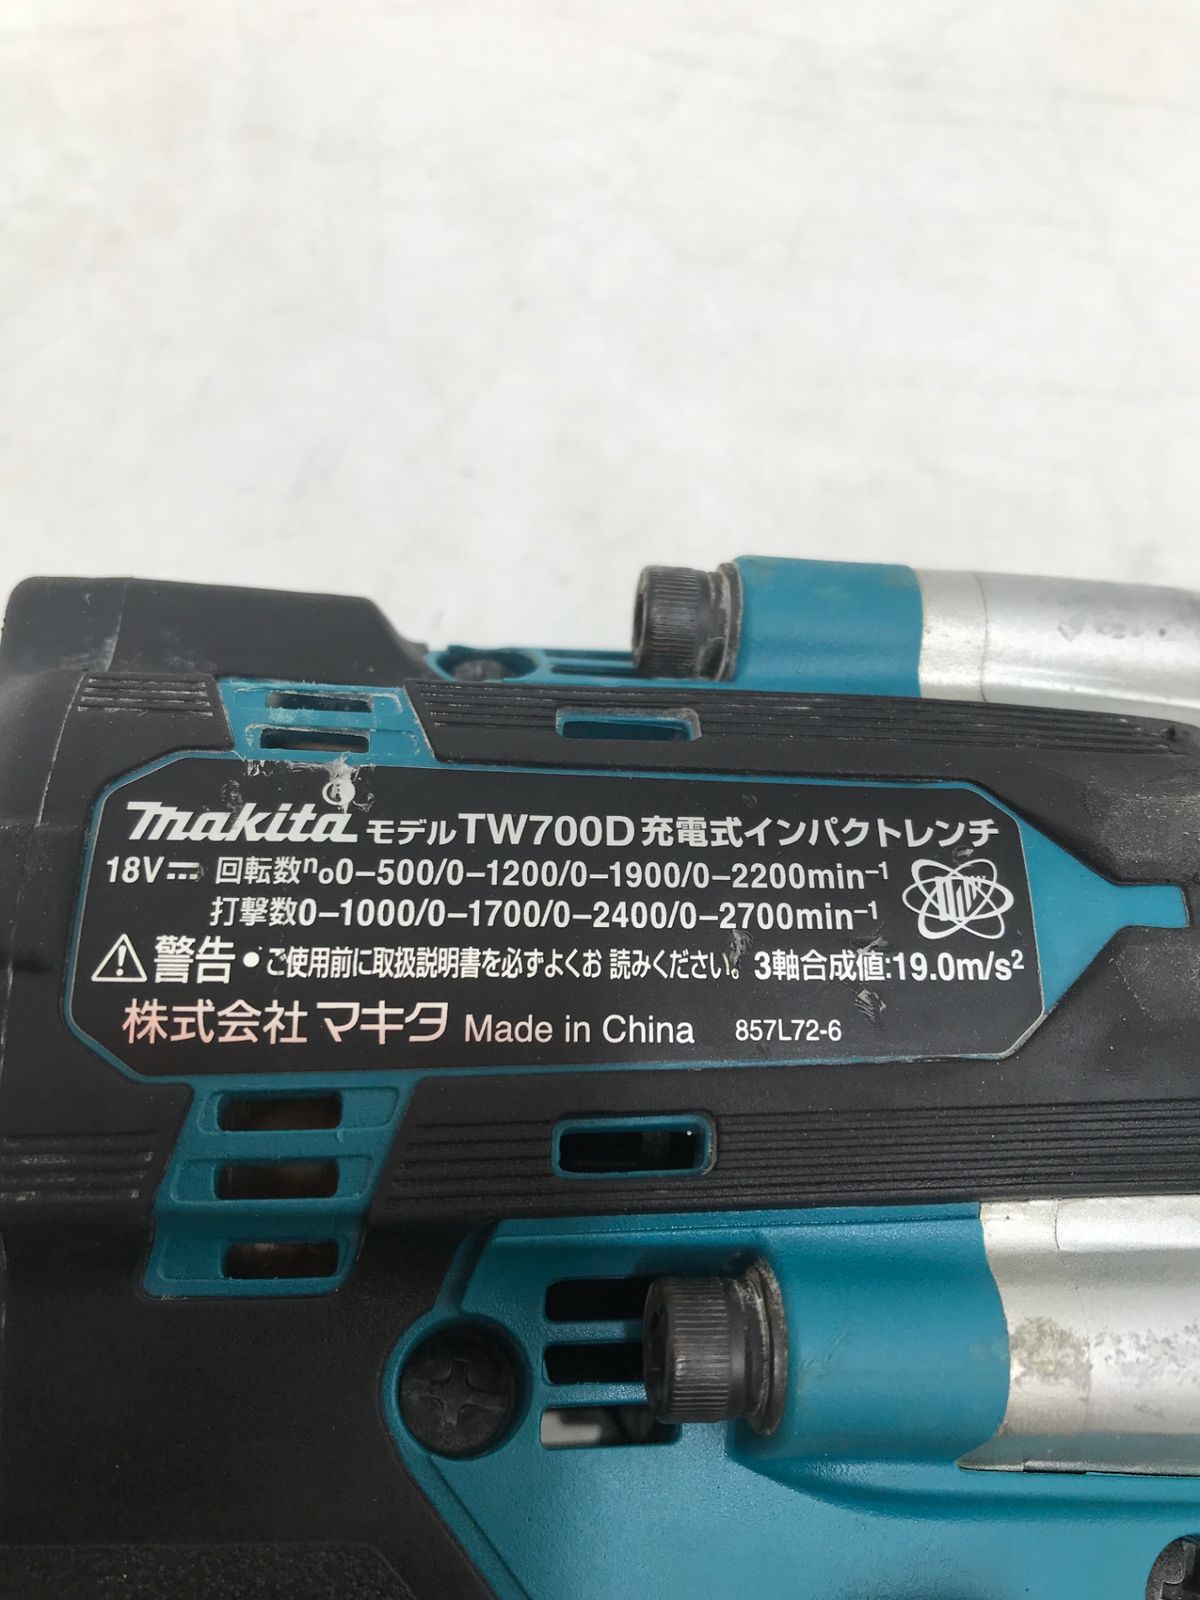 makita® モデルTW700D 充電式インパクトレンチ
18V⎓ 回転数n₀0−500/0−1200/0−1900/0−2200min⁻¹
打撃数0−1000/0−1700/0−2400/0−2700min⁻¹
⚠警告●ご使用前に取扱説明書を必ずよくお 読みください。 3軸合成値:19.0m/s²
株式会社マキタ Made in China 857L72-6